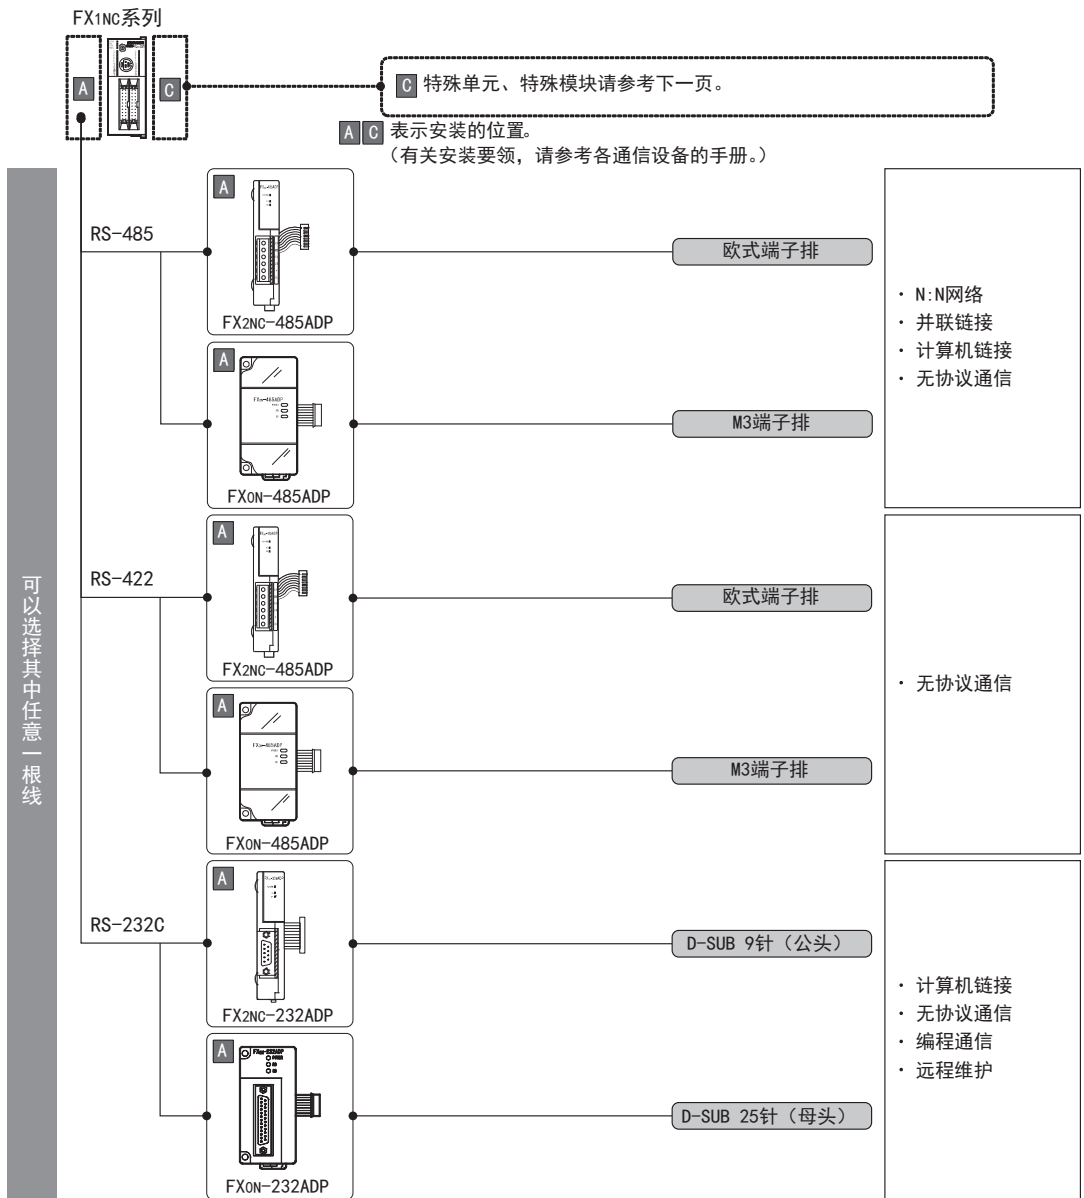 FX1NC系列
A
C
C 特殊单元、特殊模块请参考下一页。
A C 表示安装的位置。
(有关安装要领，请参考各通信设备的手册。)
可以选择其中任意一根线
RS-485
A
FX2NC-485ADP
欧式端子排
A
FX0N-485ADP
M3端子排
· N:N网络
· 并联链接
· 计算机链接
· 无协议通信
RS-422
A
FX2NC-485ADP
欧式端子排
A
FX0N-485ADP
M3端子排
· 无协议通信
RS-232C
A
FX2NC-232ADP
D-SUB 9针（公头）
A
FX0N-232ADP
D-SUB 25针（母头）
· 计算机链接
· 无协议通信
· 编程通信
· 远程维护